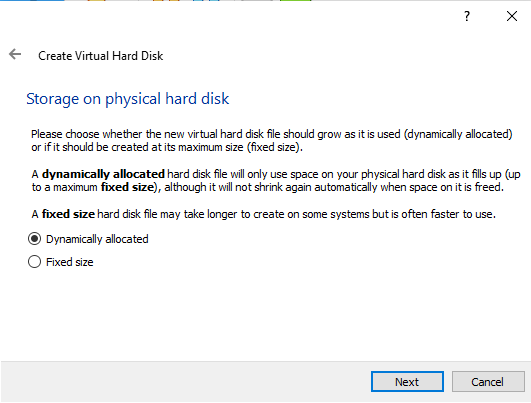 ?
Create Virtual Hard Disk
Storage on physical hard disk
Please choose whether the new virtual hard disk file should grow as it is used (dynamically allocated)
or if it should be created at its maximum size (fixed size).
A dynamically allocated hard disk file will only use space on your physical hard disk as it fills up (up
to a maximum fixed size), although it will not shrink again automatically when space on it is freed.
A fixed size hard disk file may take longer to create on some systems but is often faster to use.
Dynamically allocated
Fixed size
Next
Cancel